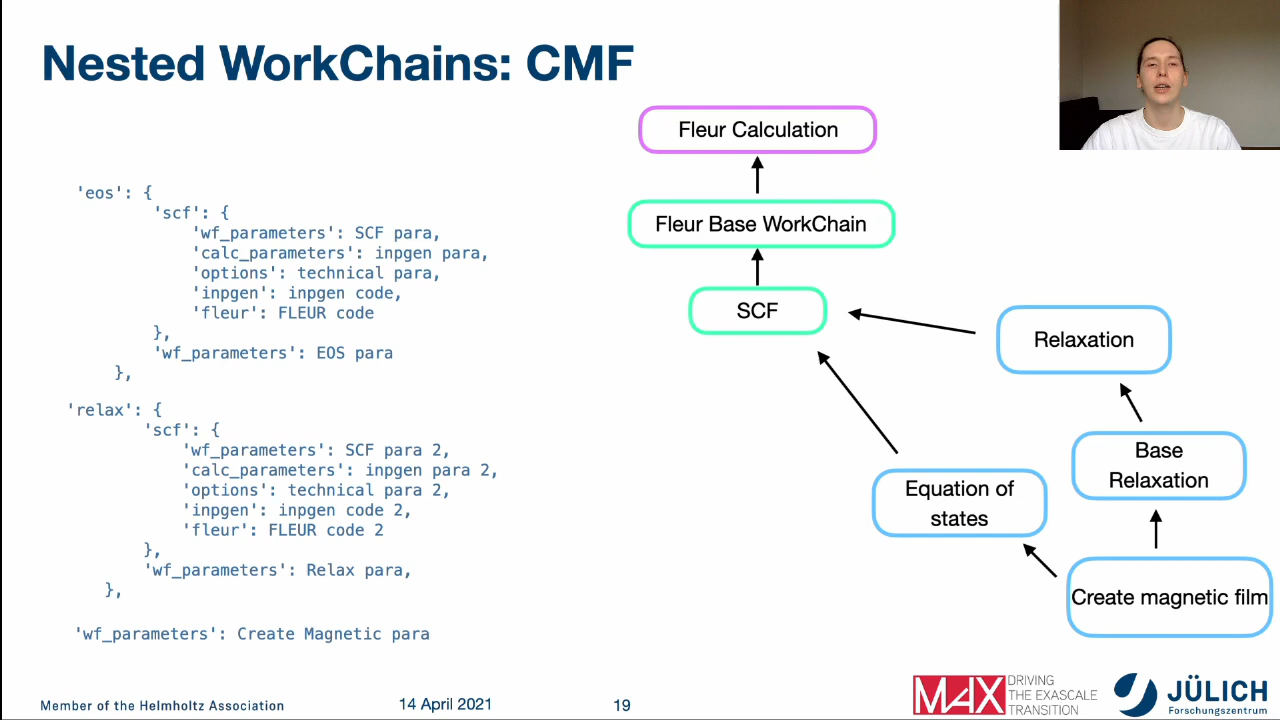 Nested WorkChains: CMF
'eos': {
'scf': {
'wf_parameters': SCF para,
'calc_parameters': inpgen para,
'options': technical para,
'inpgen': inpgen code,
'fleur': FLEUR code
},
'wf_parameters': EOS para
},
'relax': {
'scf': {
'wf_parameters': SCF para 2,
'calc_parameters': inpgen para 2,
'options': technical para 2,
'inpgen': inpgen code 2,
'fleur': FLEUR code 2
},
'wf_parameters': Relax para,
},
'wf_parameters': Create Magnetic para
Fleur Calculation
Fleur Base WorkChain
SCF
Relaxation
Base
Relaxation
Equation of
states
Create magnetic film
Member of the Helmholtz Association
14 April 2021
19
MAX
DRIVING
THE EXASCALE
TRANSITION
JÜLICH
Forschungszentrum